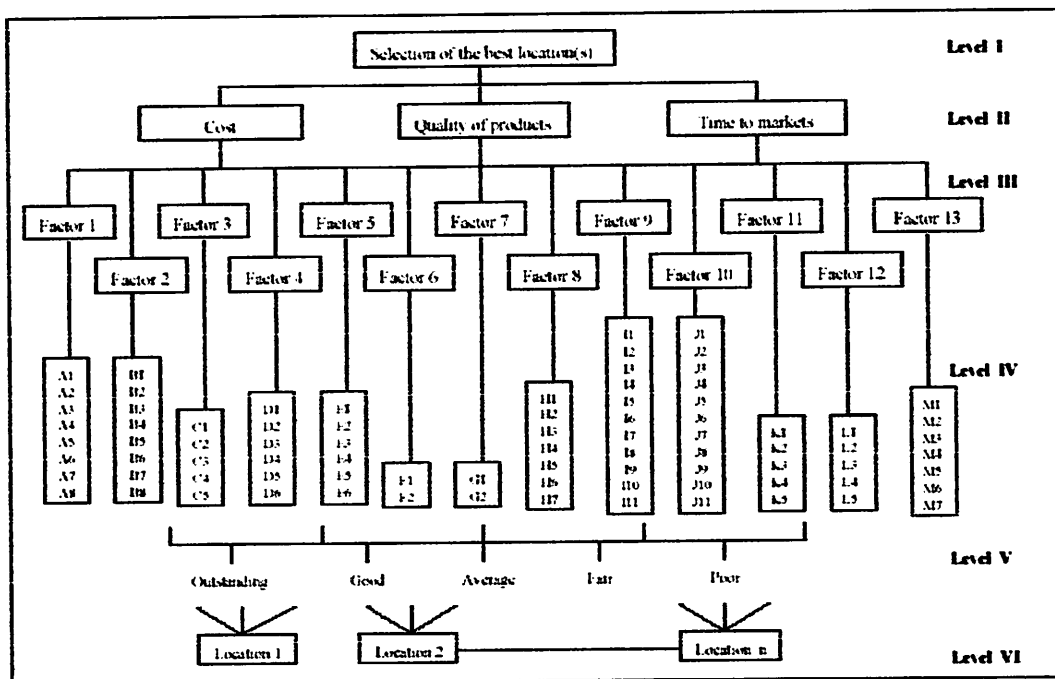 Selection of the best location(s)
Level I
Cost
Quality of products
Time to markets
Level II
Level III
Factor 1
Factor 3
Factor 5
Factor 7
Factor 9
Factor 11
Factor 13
Factor 2
Factor 4
Factor 6
Factor 8
Factor 10
Factor 12
Level IV
A1
A2
A3
A4
A5
A6
A7
A8
B1
B2
B3
B4
B5
B6
B7
B8
C1
C2
C3
C4
C5
D1
D2
D3
D4
D5
D6
E1
E2
E3
E4
E5
E6
F1
F2
G1
G2
H1
H2
H3
H4
H5
H6
H7
I1
I2
I3
I4
I5
I6
I7
I8
I9
I10
I11
J1
J2
J3
J4
J5
J6
J7
J8
J9
J10
J11
K1
K2
K3
K4
K5
L1
L2
L3
L4
L5
M1
M2
M3
M4
M5
M6
M7
Level V
Outstanding
Good
Average
Fair
Poor
Location 1
Location 2
Location n
Level VI